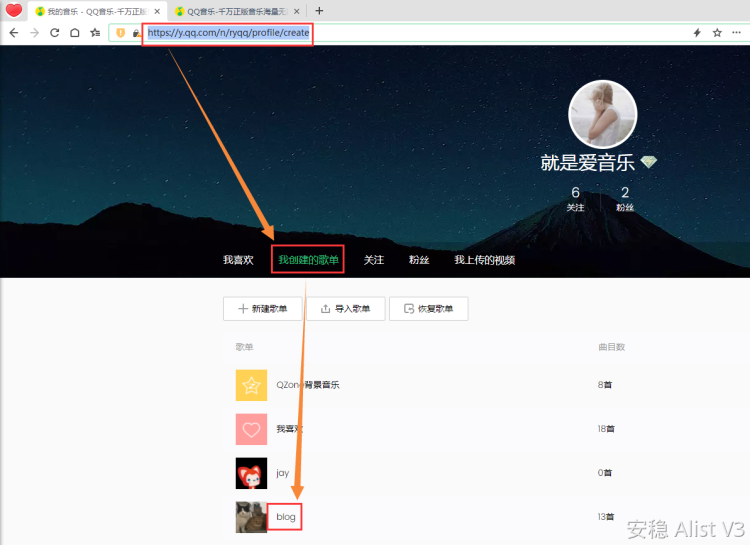 我的音乐 - QQ音乐-千万正版
QQ音乐-千万正版音乐海量无
https://y.qq.com/n/ryqq/profile/create
就是爱音乐
6 2
关注 粉丝
我喜欢 我创建的歌单 关注 粉丝 我上传的视频
新建歌单 导入歌单 恢复歌单
歌单 曲目数
QZone背景音乐 8首
我喜欢 18首
jay 0首
blog 13首
安稳 Alist V3